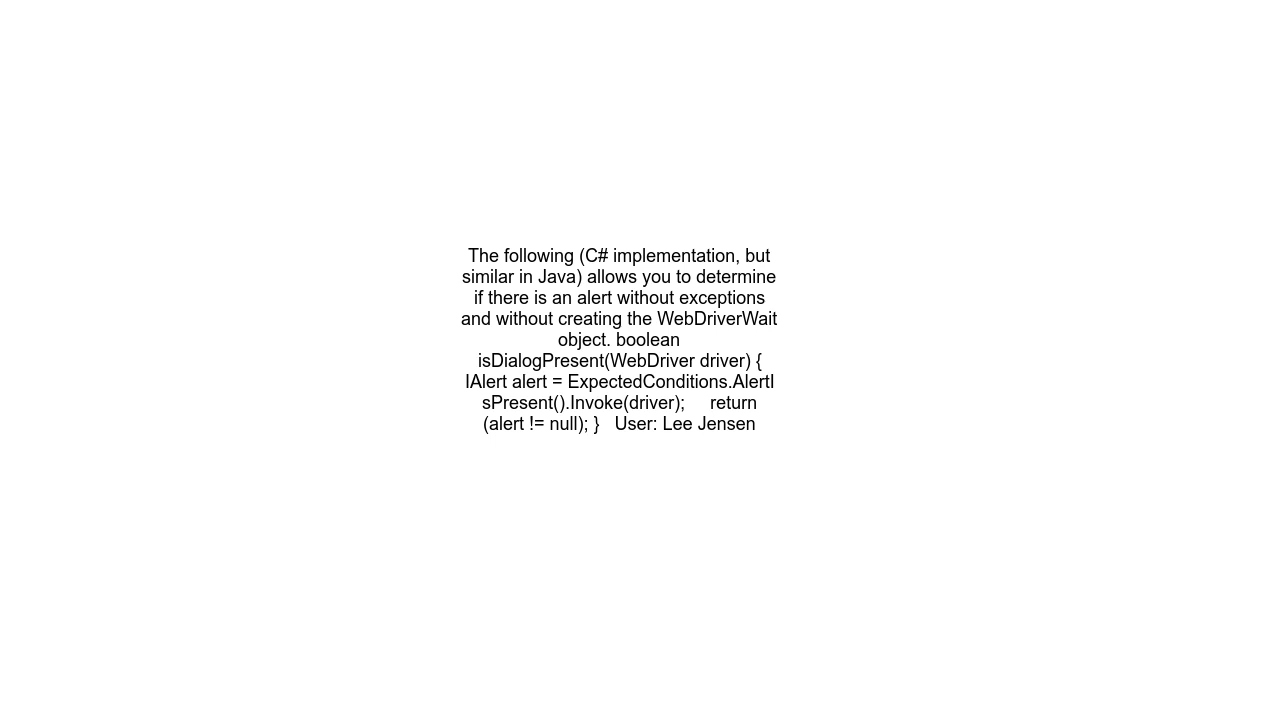 The following (C# implementation, but
similar in Java) allows you to determine
if there is an alert without exceptions
and without creating the WebDriverWait
object. boolean
isDialogPresent(WebDriver driver) {
IAlert alert = ExpectedConditions.AlertI
sPresent().Invoke(driver);     return
(alert != null); }   User: Lee Jensen